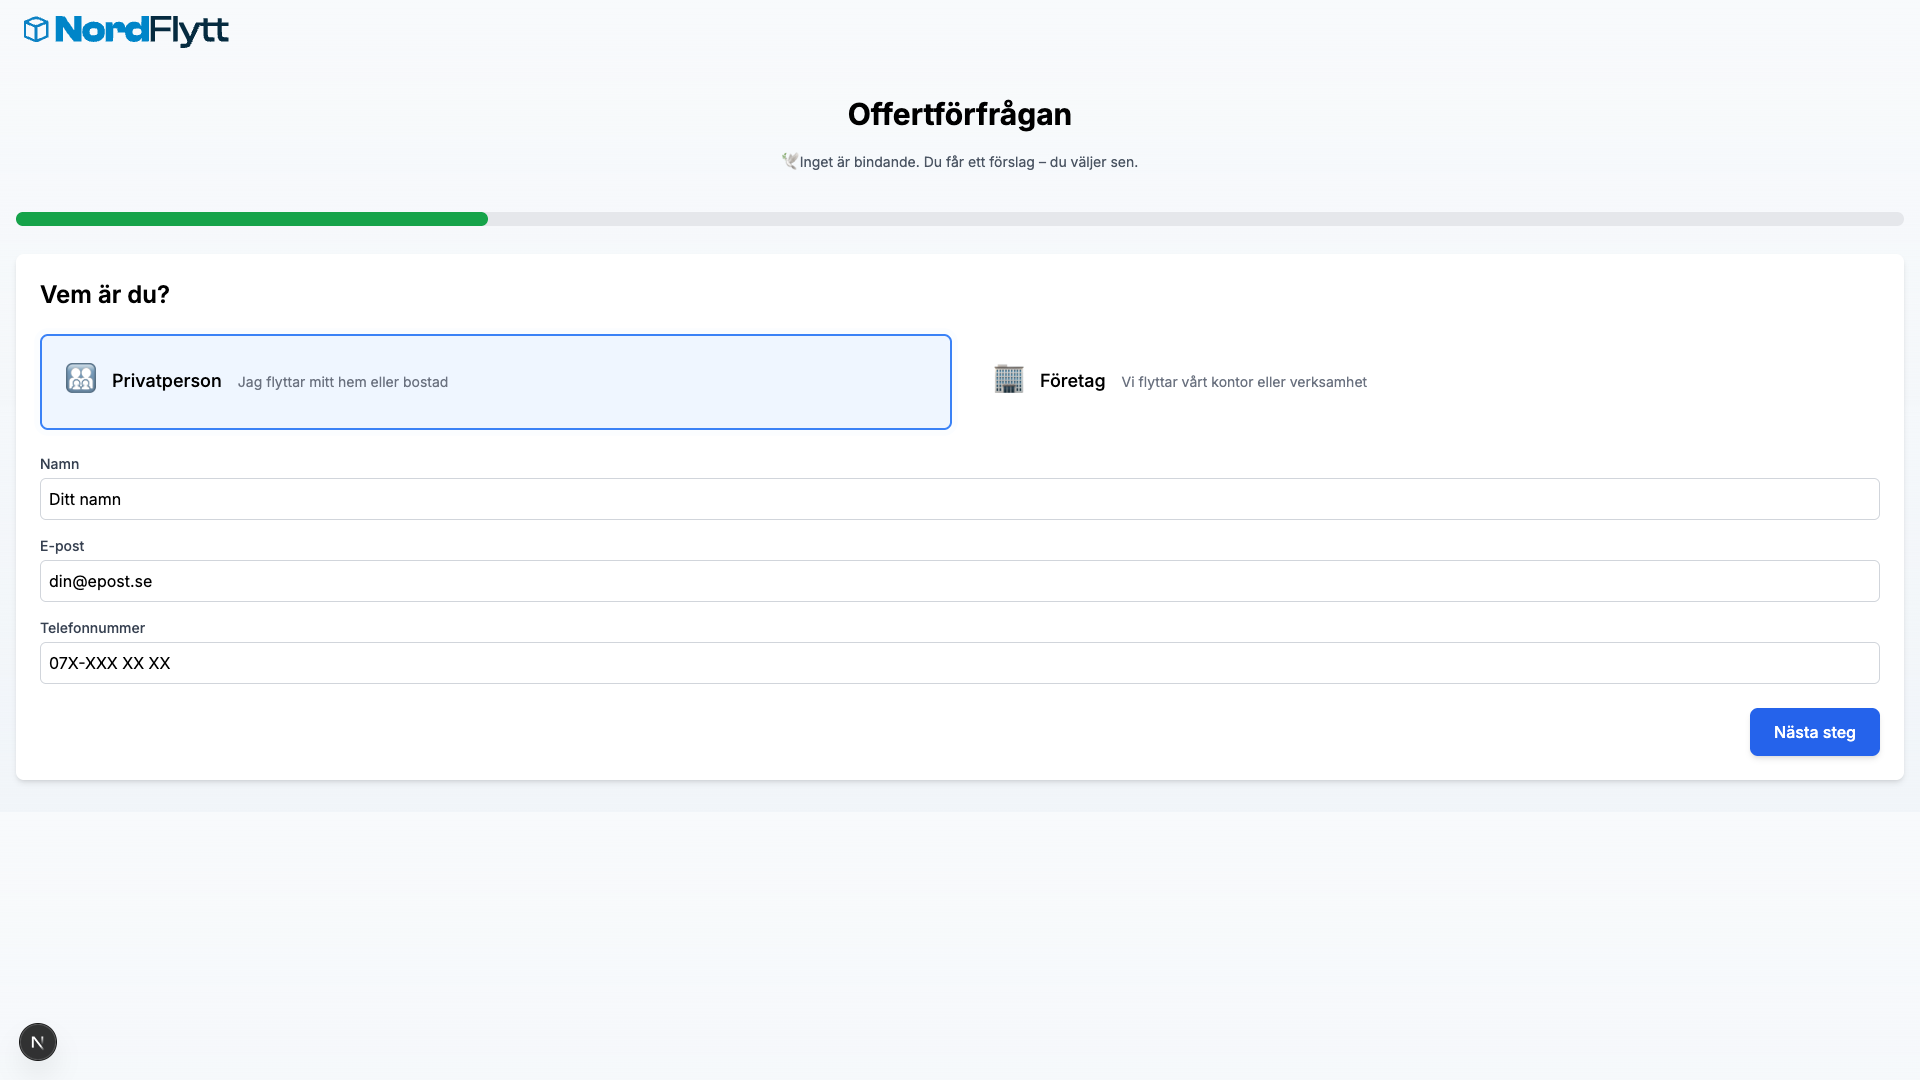 NordFlytt
Offertförfrågan
🕊️Inget är bindande. Du får ett förslag – du väljer sen.
Vem är du?
Privatperson Jag flyttar mitt hem eller bostad
Företag Vi flyttar vårt kontor eller verksamhet
Namn
Ditt namn
E-post
din@epost.se
Telefonnummer
07X-XXX XX XX
Nästa steg
N